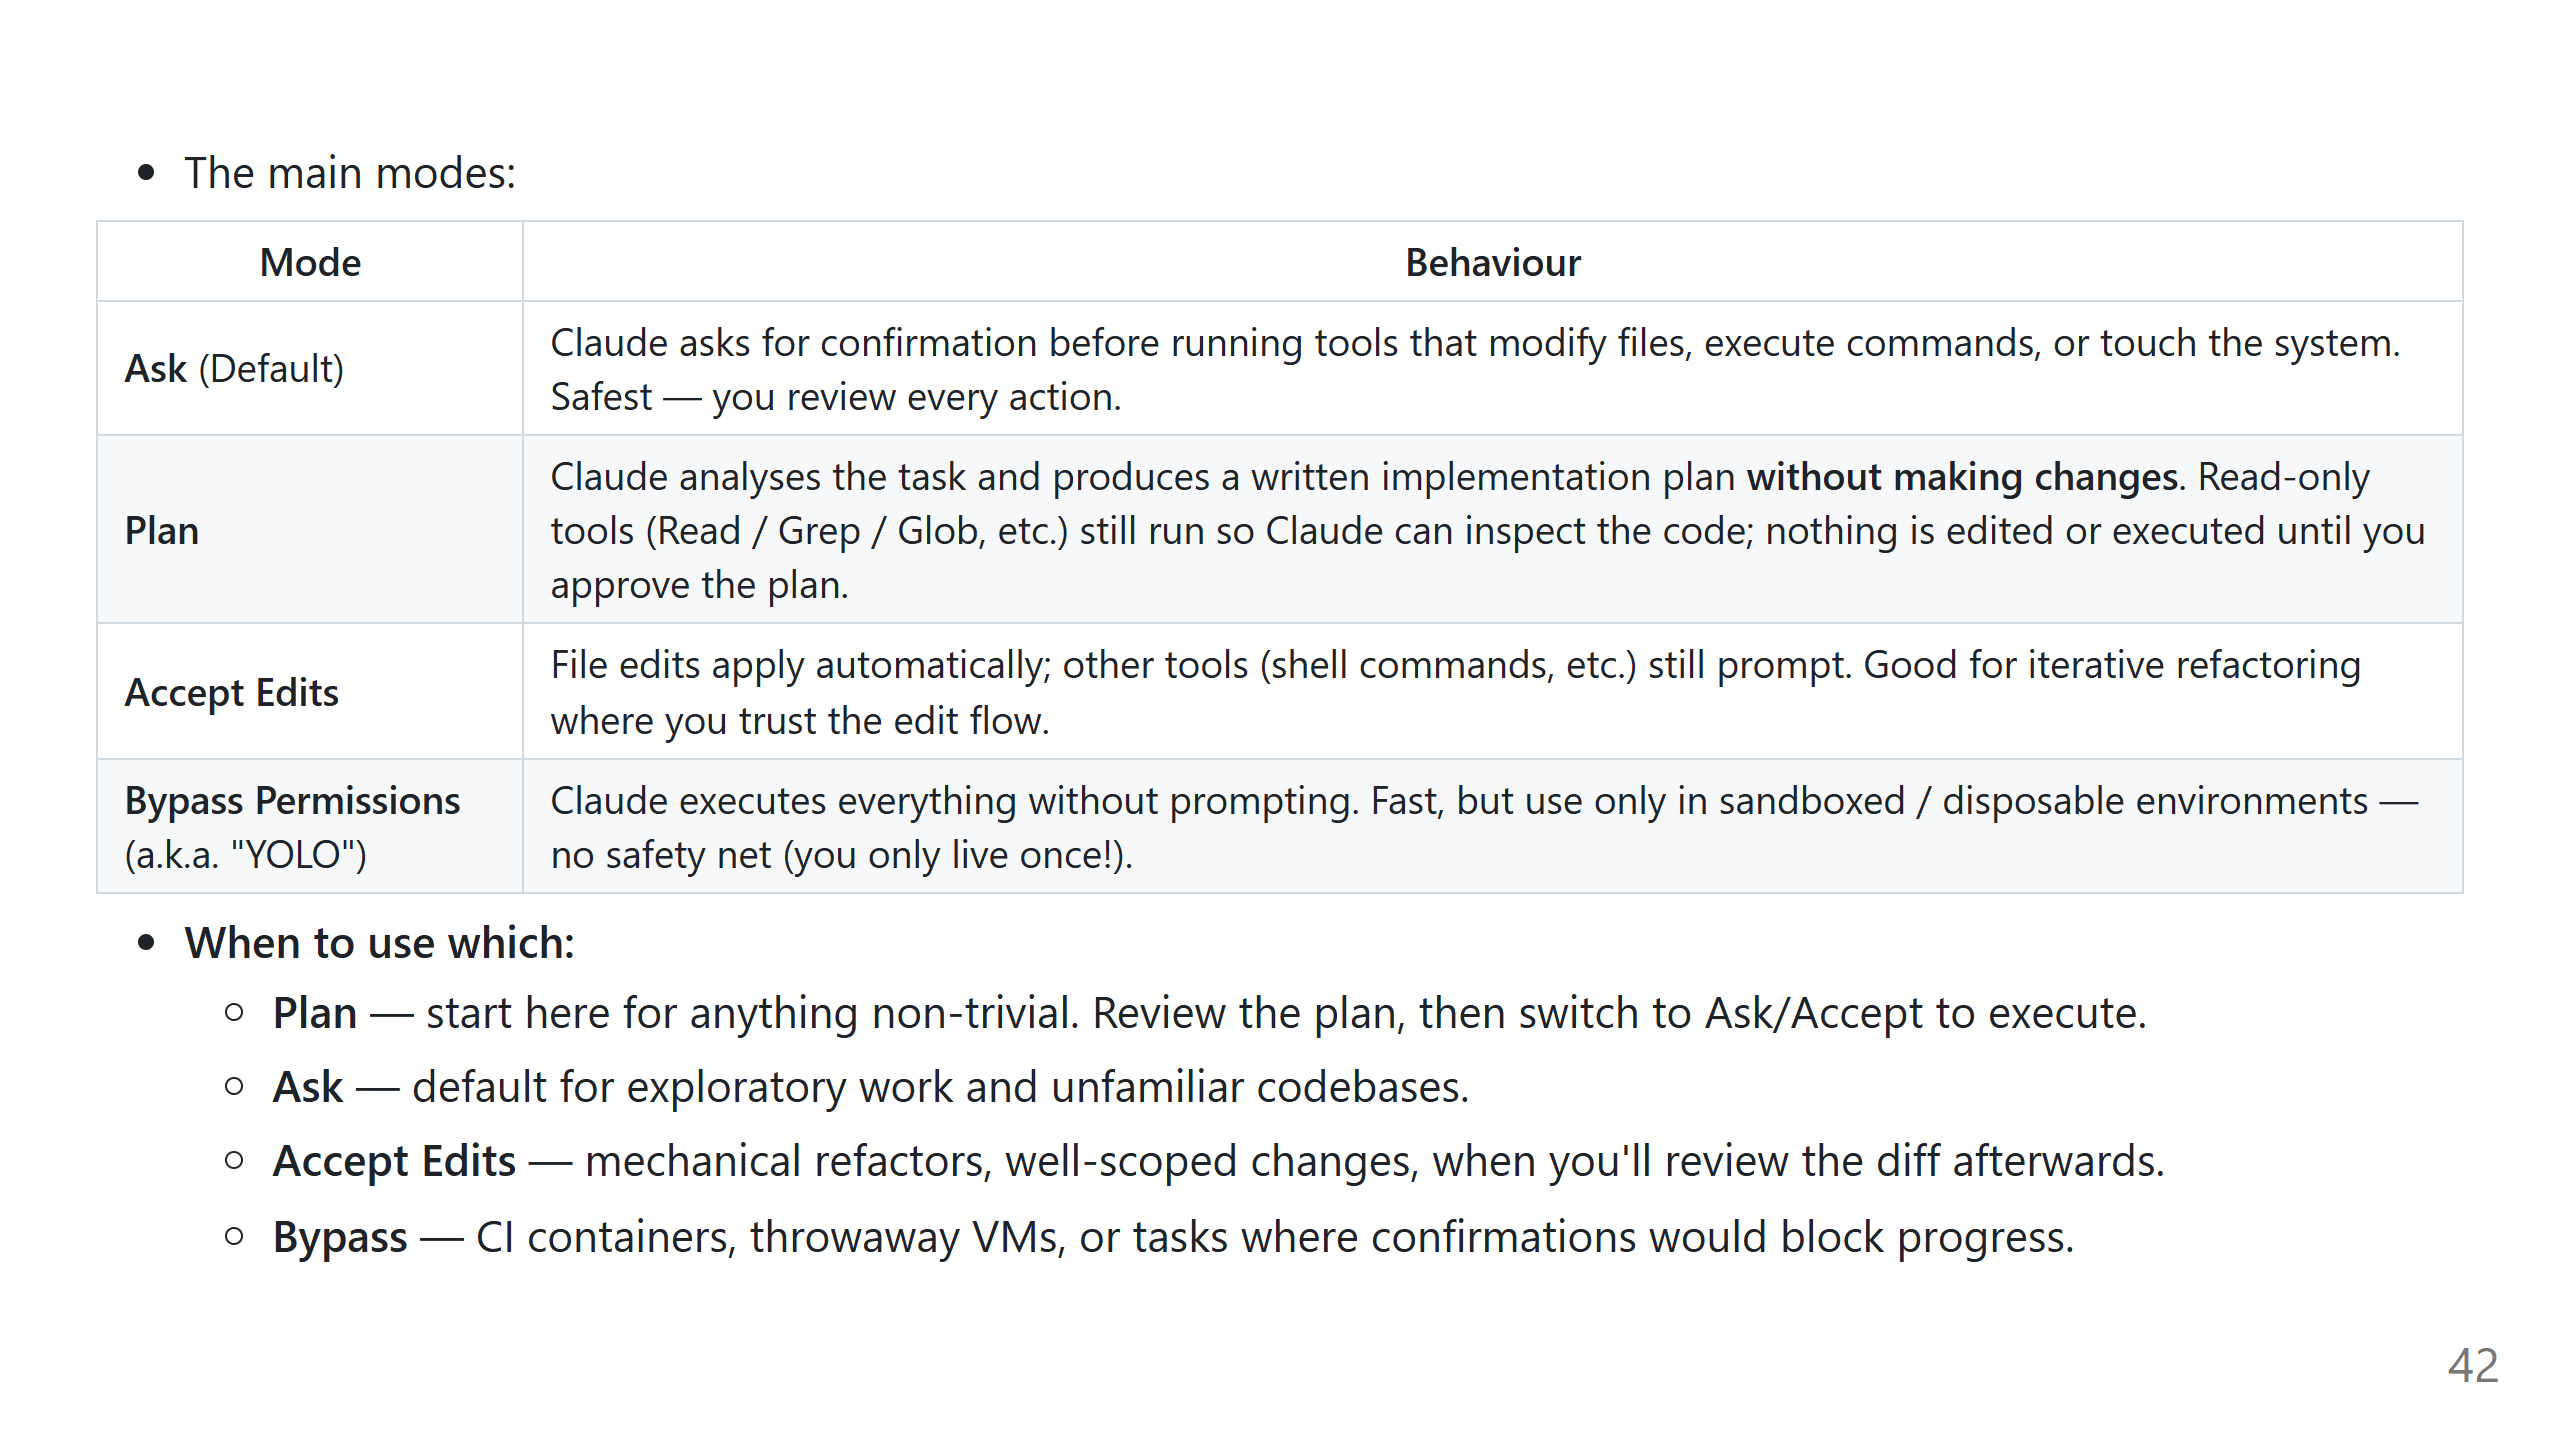 The main modes:
Mode
Behaviour
Ask (Default)
Claude asks for confirmation before running tools that modify files, execute commands, or touch the system.
Safest — you review every action.
Plan
Claude analyses the task and produces a written implementation plan without making changes. Read-only
tools (Read / Grep / Glob, etc.) still run so Claude can inspect the code; nothing is edited or executed until you
approve the plan.
Accept Edits
File edits apply automatically; other tools (shell commands, etc.) still prompt. Good for iterative refactoring
where you trust the edit flow.
Bypass Permissions
(a.k.a. "YOLO")
Claude executes everything without prompting. Fast, but use only in sandboxed / disposable environments —
no safety net (you only live once!).
When to use which:
Plan — start here for anything non-trivial. Review the plan, then switch to Ask/Accept to execute.
Ask — default for exploratory work and unfamiliar codebases.
Accept Edits — mechanical refactors, well-scoped changes, when you'll review the diff afterwards.
Bypass — CI containers, throwaway VMs, or tasks where confirmations would block progress.
42